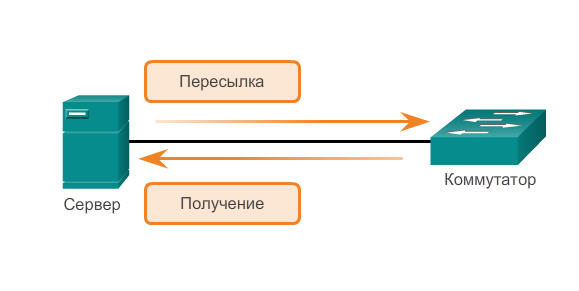 Пересылка
Сервер
Коммутатор
Получение